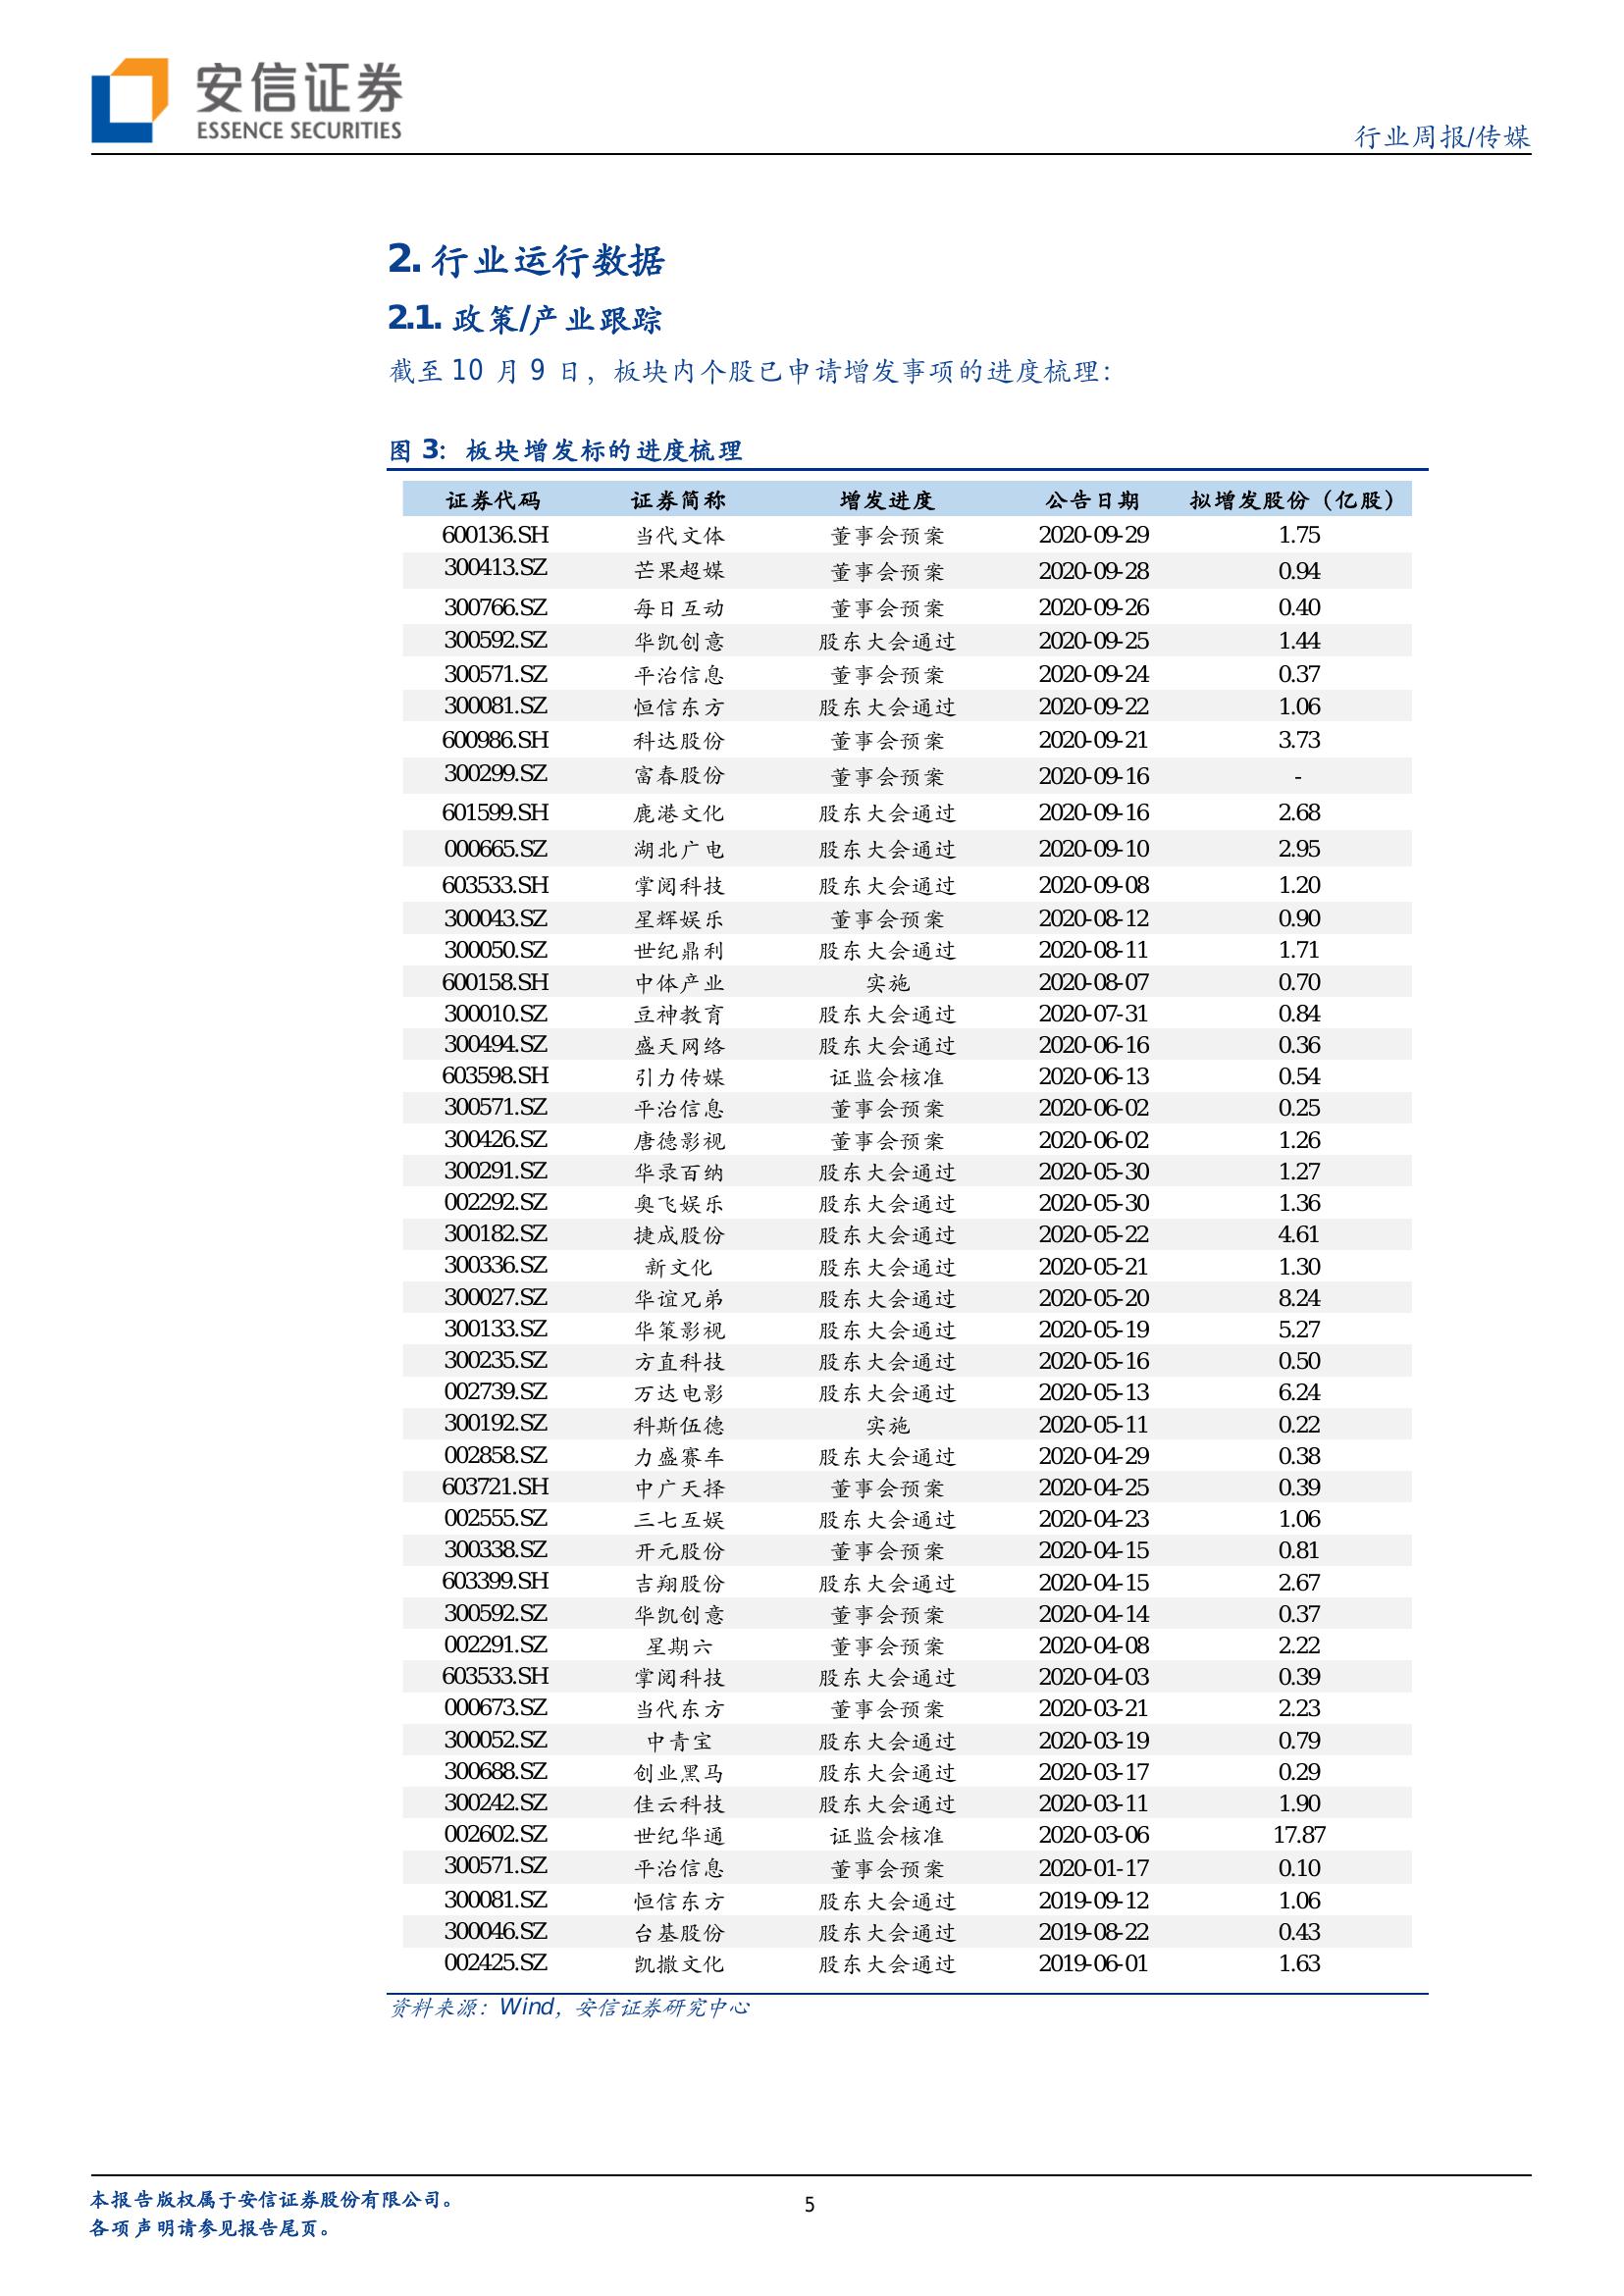 安信证券
ESSENCE SECURITIES
行业周报/传媒
2. 行业运行数据
2.1. 政策/产业跟踪
截至 10 月 9 日，板块内个股已申请增发事项的进度梳理：
图 3：板块增发标的进度梳理
证券代码 证券简称 增发进度 公告日期 拟增发股份（亿股）
600136.SH 当代文体 董事会预案 2020-09-29 1.75
300413.SZ 芒果超媒 董事会预案 2020-09-28 0.94
300766.SZ 每日互动 董事会预案 2020-09-26 0.40
300592.SZ 华凯创意 股东大会通过 2020-09-25 1.44
300571.SZ 平治信息 董事会预案 2020-09-24 0.37
300081.SZ 恒信东方 股东大会通过 2020-09-22 1.06
600986.SH 科达股份 董事会预案 2020-09-21 3.73
300299.SZ 富春股份 董事会预案 2020-09-16 -
601599.SH 鹿港文化 股东大会通过 2020-09-16 2.68
000665.SZ 湖北广电 股东大会通过 2020-09-10 2.95
603533.SH 掌阅科技 股东大会通过 2020-09-08 1.20
300043.SZ 星辉娱乐 董事会预案 2020-08-12 0.90
300050.SZ 世纪鼎利 股东大会通过 2020-08-11 1.71
600158.SH 中体产业 实施 2020-08-07 0.70
300010.SZ 豆神教育 股东大会通过 2020-07-31 0.84
300494.SZ 盛天网络 股东大会通过 2020-06-16 0.36
603598.SH 引力传媒 证监会核准 2020-06-13 0.54
300571.SZ 平治信息 董事会预案 2020-06-02 0.25
300426.SZ 唐德影视 董事会预案 2020-06-02 1.26
300291.SZ 华录百纳 股东大会通过 2020-05-30 1.27
002292.SZ 奥飞娱乐 股东大会通过 2020-05-30 1.36
300182.SZ 捷成股份 股东大会通过 2020-05-22 4.61
300336.SZ 新文化 股东大会通过 2020-05-21 1.30
300027.SZ 华谊兄弟 股东大会通过 2020-05-20 8.24
300133.SZ 华策影视 股东大会通过 2020-05-19 5.27
300235.SZ 方直科技 股东大会通过 2020-05-16 0.50
002739.SZ 万达电影 股东大会通过 2020-05-13 6.24
300192.SZ 科斯伍德 实施 2020-05-11 0.22
002858.SZ 力盛赛车 股东大会通过 2020-04-29 0.38
603721.SH 中广天择 董事会预案 2020-04-25 0.39
002555.SZ 三七互娱 股东大会通过 2020-04-23 1.06
300338.SZ 开元股份 董事会预案 2020-04-15 0.81
603399.SH 吉翔股份 股东大会通过 2020-04-15 2.67
300592.SZ 华凯创意 董事会预案 2020-04-14 0.37
002291.SZ 星期六 董事会预案 2020-04-08 2.22
603533.SH 掌阅科技 股东大会通过 2020-04-03 0.39
000673.SZ 当代东方 董事会预案 2020-03-21 2.23
300052.SZ 中青宝 股东大会通过 2020-03-19 0.79
300688.SZ 创业黑马 股东大会通过 2020-03-17 0.29
300242.SZ 佳云科技 股东大会通过 2020-03-11 1.90
002602.SZ 世纪华通 证监会核准 2020-03-06 17.87
300571.SZ 平治信息 董事会预案 2020-01-17 0.10
300081.SZ 恒信东方 股东大会通过 2019-09-12 1.06
300046.SZ 台基股份 股东大会通过 2019-08-22 0.43
002425.SZ 凯撒文化 股东大会通过 2019-06-01 1.63
资料来源：Wind，安信证券研究中心
本报告版权属于安信证券股份有限公司。
各项声明请参见报告尾页。
5